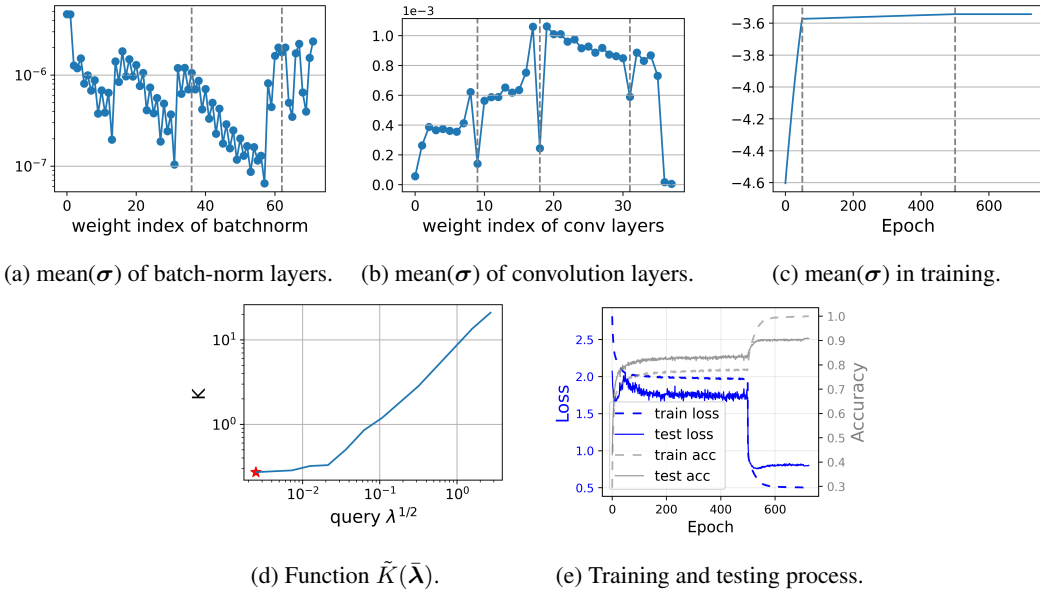 1e−3
10⁻⁶
10⁻⁷
0 20 40 60
weight index of batchnorm
1.0
0.8
0.6
0.4
0.2
0.0
0 10 20 30
weight index of conv layers
−3.6
−3.8
−4.0
−4.2
−4.4
−4.6
0 200 400 600
Epoch
(a) mean(σ) of batch-norm layers.
(b) mean(σ) of convolution layers.
(c) mean(σ) in training.
K
10¹
10⁰
10⁻² 10⁻¹ 10⁰
query λ¹ᐟ²
Loss
2.5
2.0
1.5
1.0
0.5
train loss
test loss
train acc
test acc
0 200 400 600
Epoch
1.0
0.9
0.8
0.7
0.6
0.5
0.4
0.3
Accuracy
(d) Function K̃(λ̄).
(e) Training and testing process.